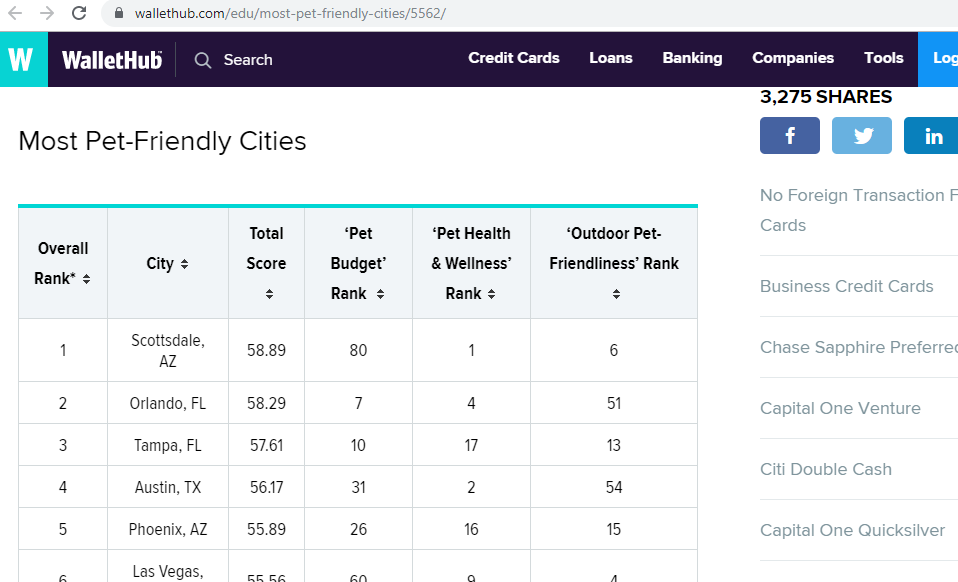 wallethub.com/edu/most-pet-friendly-cities/5562/
W WalletHub Search Credit Cards Loans Banking Companies Tools Log
3,275 SHARES
f in
Most Pet-Friendly Cities
Overall
Rank*
City
Total
Score
‘Pet
Budget’
Rank
‘Pet Health
& Wellness’
Rank
‘Outdoor Pet-
Friendliness’ Rank
1 Scottsdale,
AZ 58.89 80 1 6
2 Orlando, FL 58.29 7 4 51
3 Tampa, FL 57.61 10 17 13
4 Austin, TX 56.17 31 2 54
5 Phoenix, AZ 55.89 26 16 15
6 Las Vegas, 55.56 60 9 4
No Foreign Transaction F
Cards
Business Credit Cards
Chase Sapphire Preferred
Capital One Venture
Citi Double Cash
Capital One Quicksilver